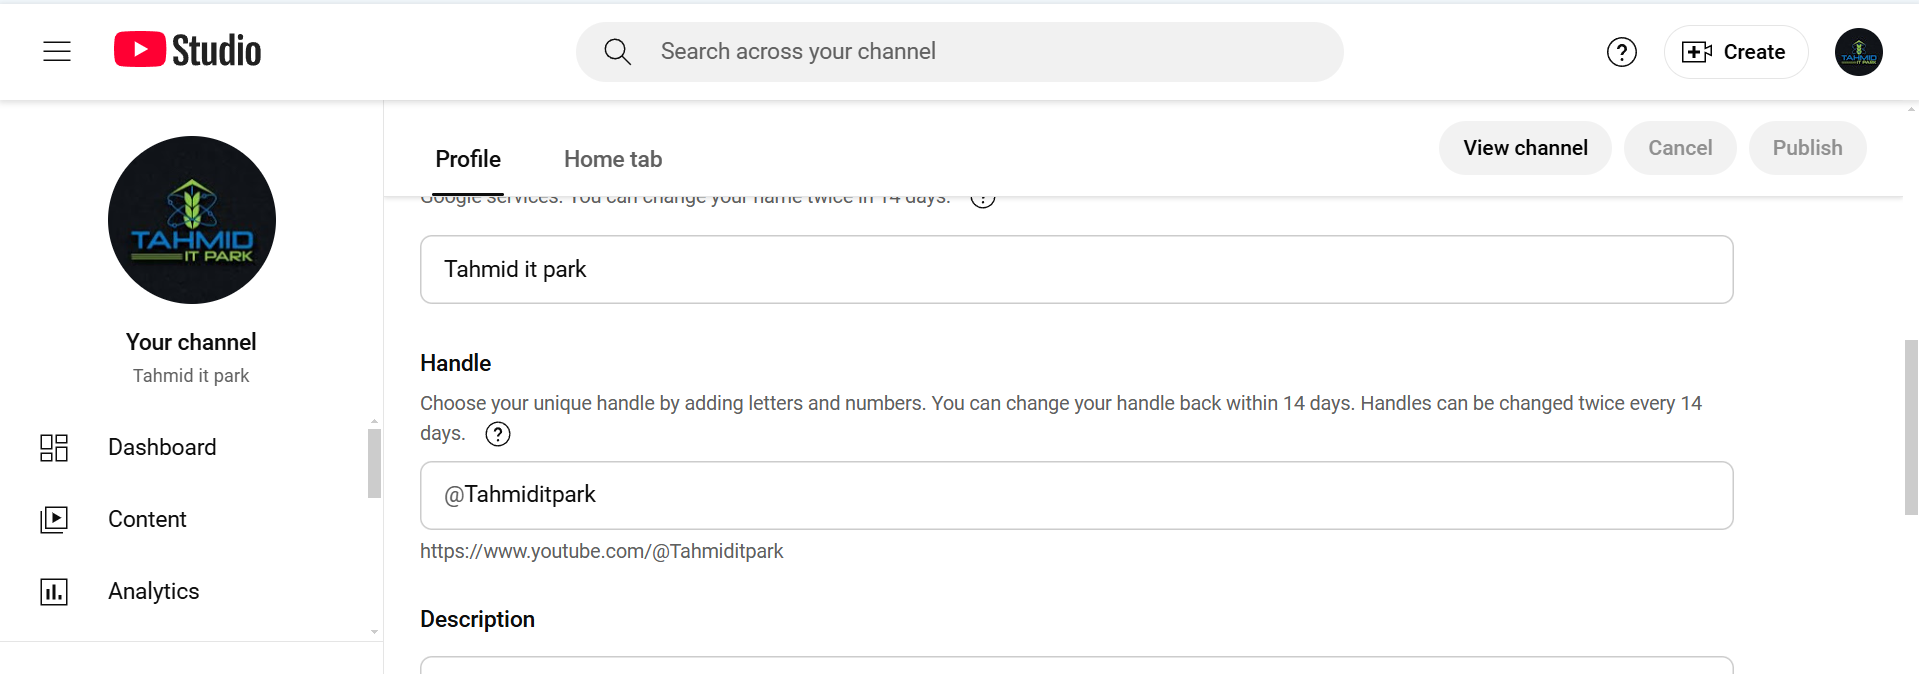 Studio
Search across your channel
Create
TAHMID
IT PARK
Your channel
Tahmid it park
Dashboard
Content
Analytics
Profile
Home tab
View channel
Cancel
Publish
Google services. You can change your name twice in 14 days.
Tahmid it park
Handle
Choose your unique handle by adding letters and numbers. You can change your handle back within 14 days. Handles can be changed twice every 14
days.
@Tahmiditpark
https://www.youtube.com/@Tahmiditpark
Description